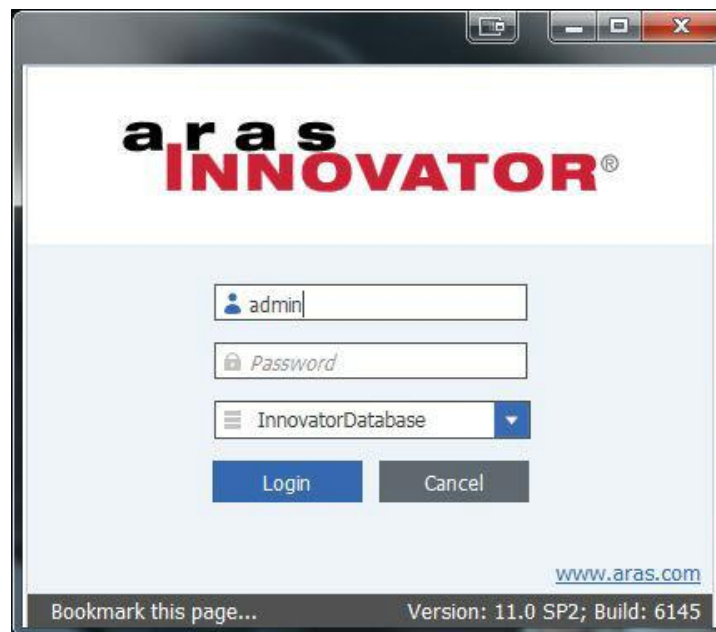 aras
INNOVATOR®
admin
Password
InnovatorDatabase
Login Cancel
www.aras.com
Bookmark this page... Version: 11.0 SP2; Build: 6145